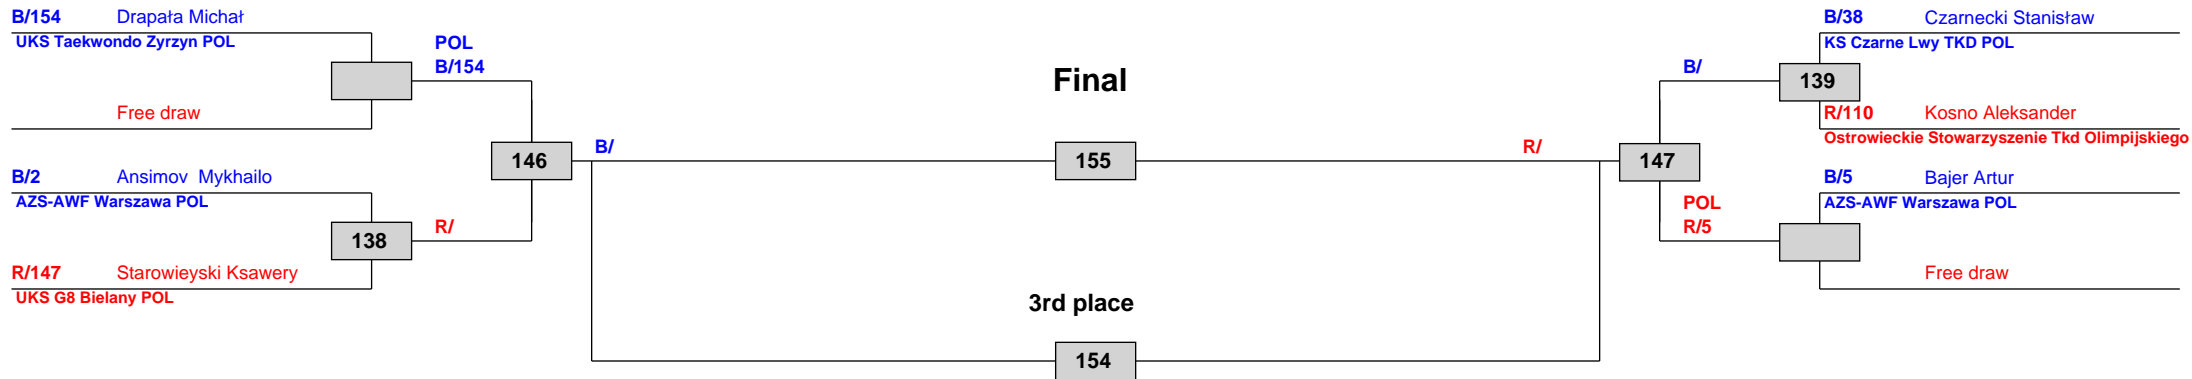 B/154 Drapała Michał
UKS Taekwondo Zyrzyn POL
POL
B/154
Free draw
B/2 Ansimov Mykhailo
AZS-AWF Warszawa POL
138
R/
R/147 Starowieyski Ksawery
UKS G8 Bielany POL
146
B/
Final
155
R/
3rd place
154
147
B/
139
B/38 Czarnecki Stanisław
KS Czarne Lwy TKD POL
R/110 Kosno Aleksander
Ostrowieckie Stowarzyszenie Tkd Olimpijskiego
POL
R/5
B/5 Bajer Artur
AZS-AWF Warszawa POL
Free draw